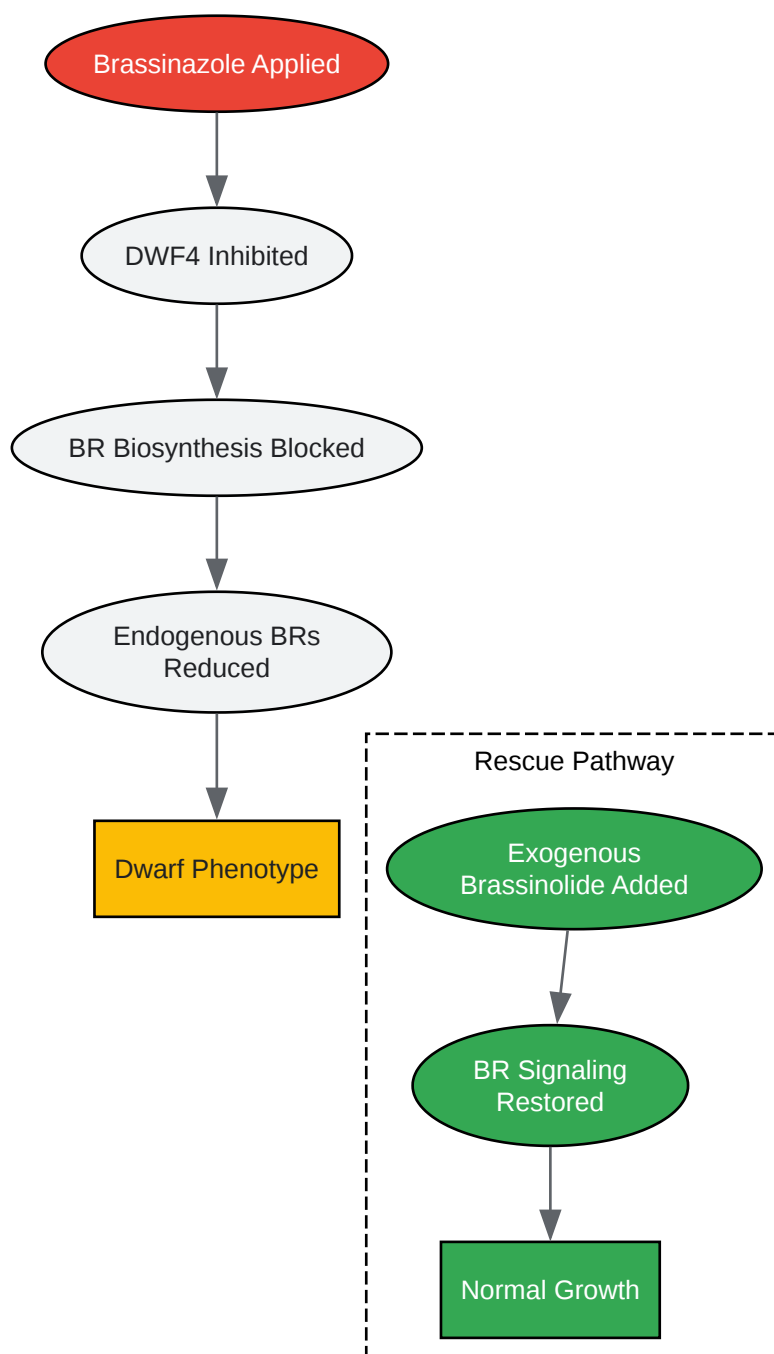 Brassinazole Applied
DWF4 Inhibited
BR Biosynthesis Blocked
Endogenous BRs
Reduced
Dwarf Phenotype
Rescue Pathway
Exogenous
Brassinolide Added
BR Signaling
Restored
Normal Growth